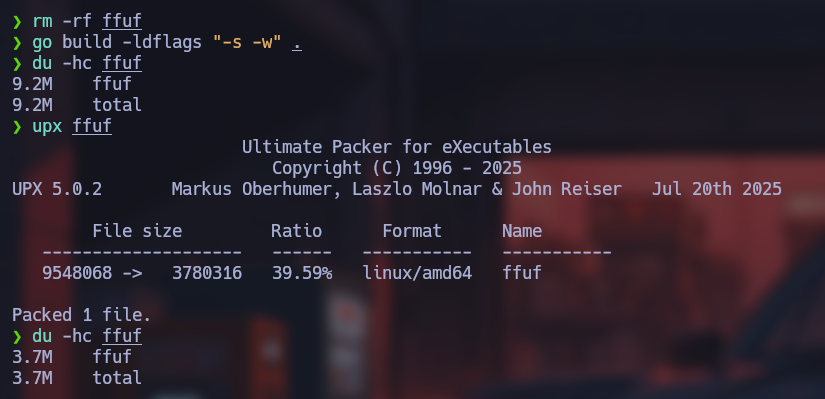 ❯ rm -rf ffuf
❯ go build -ldflags "-s -w" .
❯ du -hc ffuf
9.2M    ffuf
9.2M    total
❯ upx ffuf
                       Ultimate Packer for eXecutables
                          Copyright (C) 1996 - 2025
UPX 5.0.2       Markus Oberhumer, Laszlo Molnar & John Reiser   Jul 20th 2025
        File size         Ratio      Format      Name
   --------------------   ------   -----------   -----------
   9548068 ->   3780316   39.59%   linux/amd64   ffuf
Packed 1 file.
❯ du -hc ffuf
3.7M    ffuf
3.7M    total